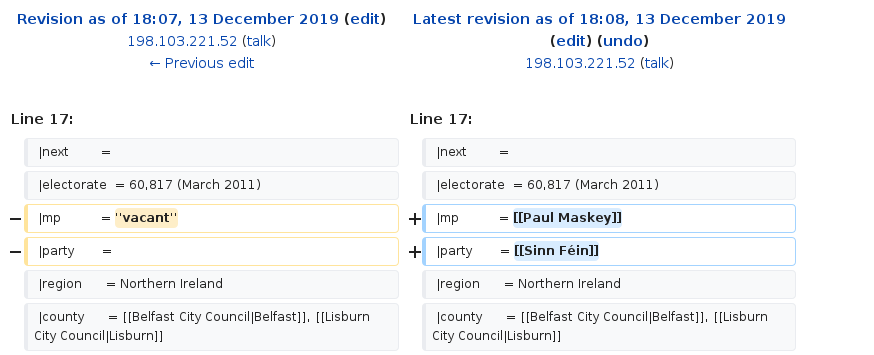 Revision as of 18:07, 13 December 2019 (edit)
198.103.221.52 (talk)
← Previous edit
Latest revision as of 18:08, 13 December 2019
(edit) (undo)
198.103.221.52 (talk)
Line 17:
Line 17:
|next =
|next =
|electorate = 60,817 (March 2011)
|electorate = 60,817 (March 2011)
− |mp = ''vacant''
+ |mp = [[Paul Maskey]]
− |party =
+ |party = [[Sinn Féin]]
|region = Northern Ireland
|region = Northern Ireland
|county = [[Belfast City Council|Belfast]], [[Lisburn
City Council|Lisburn]]
|county = [[Belfast City Council|Belfast]], [[Lisburn
City Council|Lisburn]]